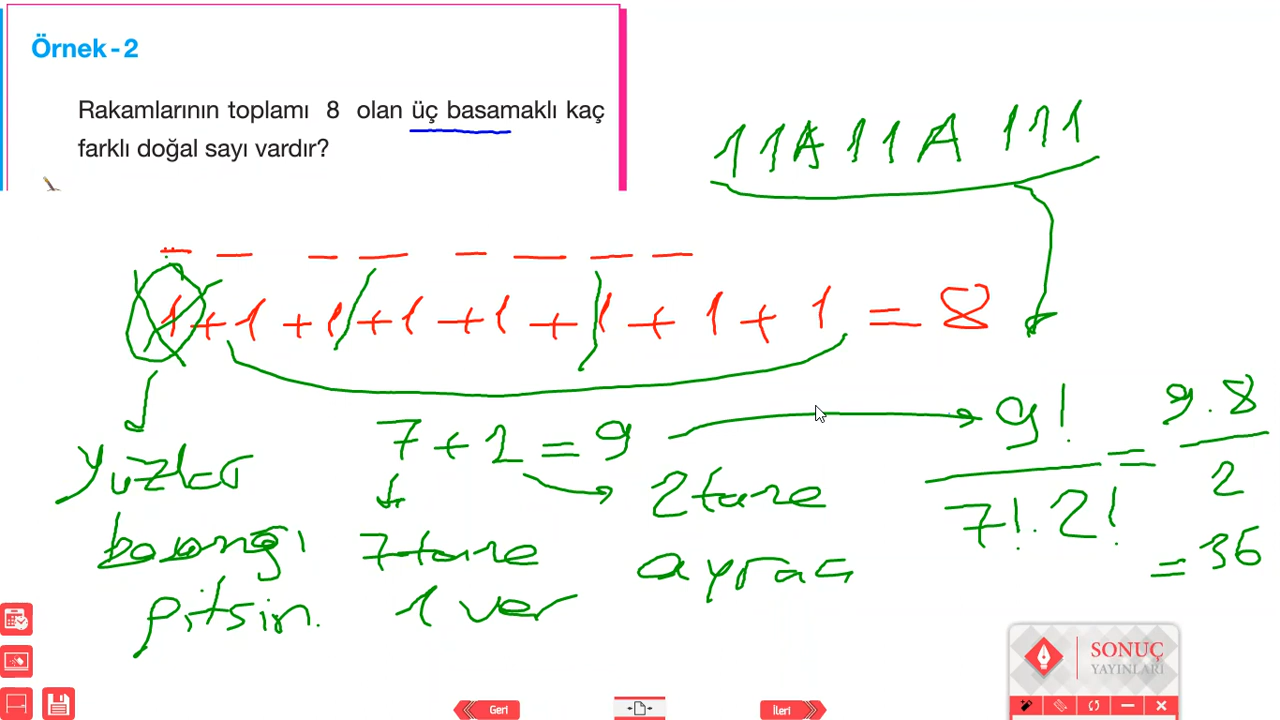 Örnek - 2
Rakamlarının toplamı 8 olan üç basamaklı kaç
farklı doğal sayı vardır?
11A11A111
1+1+1+1+1+1+1+1=8
7+2=9
9!
7!.2!
=
9.8
2
=36
yüzler
basamağı
gitsin.
7 tane
1 ver
2 tane
ayraç
SONUÇ
YAYINLARI
Geri
İleri